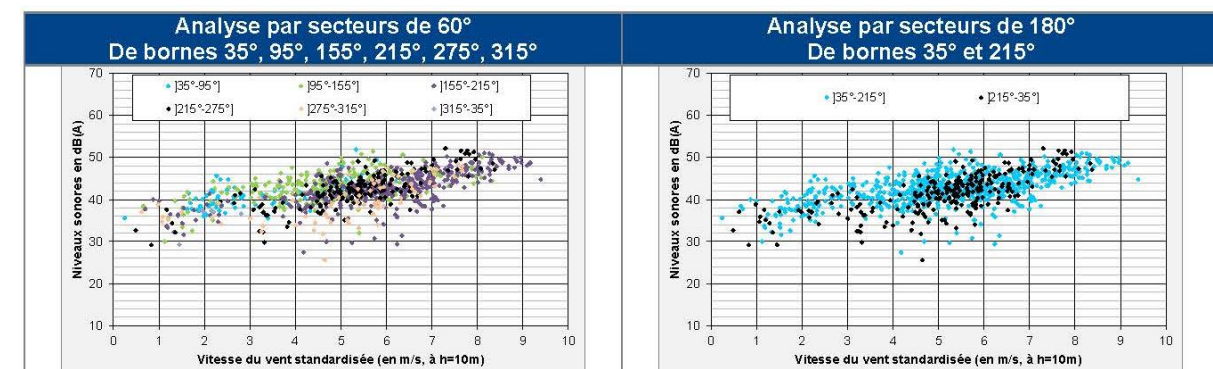 Analyse par secteurs de 60°
De bornes 35°, 95°, 155°, 215°, 275°, 315°
Analyse par secteurs de 180°
De bornes 35° et 215°
Niveaux sonores en dB(A)
70
60
50
40
30
20
10
]35°-95°]
]95°-155°]
]155°-215°]
]215°-275°]
]275°-315°]
]315°-35°]
0 1 2 3 4 5 6 7 8 9 10
Vitesse du vent standardisée (en m/s, à h=10m)
Niveaux sonores en dB(A)
70
60
50
40
30
20
10
]35°-215°]
]215°-35°]
0 1 2 3 4 5 6 7 8 9 10
Vitesse du vent standardisée (en m/s, à h=10m)